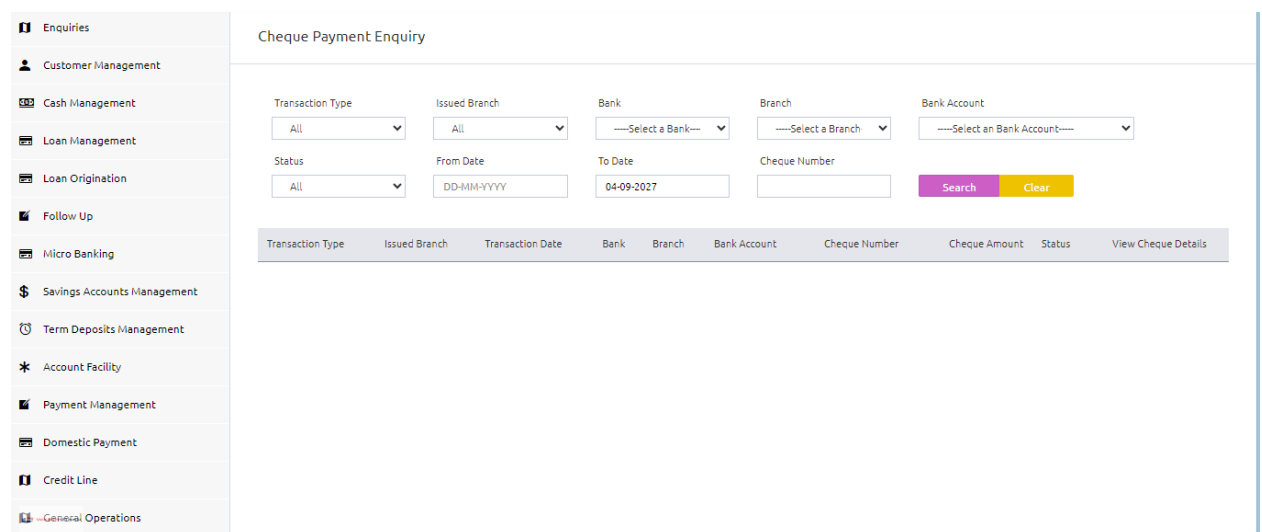 Enquiries
Customer Management
Cash Management
Loan Management
Loan Origination
Follow Up
Micro Banking
Savings Accounts Management
Term Deposits Management
Account Facility
Payment Management
Domestic Payment
Credit Line
General Operations
Cheque Payment Enquiry
Transaction Type Issued Branch Bank Branch Bank Account
All All -----Select a Bank---- -----Select a Branch -----Select an Bank Account-----
Status From Date To Date Cheque Number
All DD-MM-YYYY 04-09-2027 Search Clear
Transaction Type Issued Branch Transaction Date Bank Branch Bank Account Cheque Number Cheque Amount Status View Cheque Details